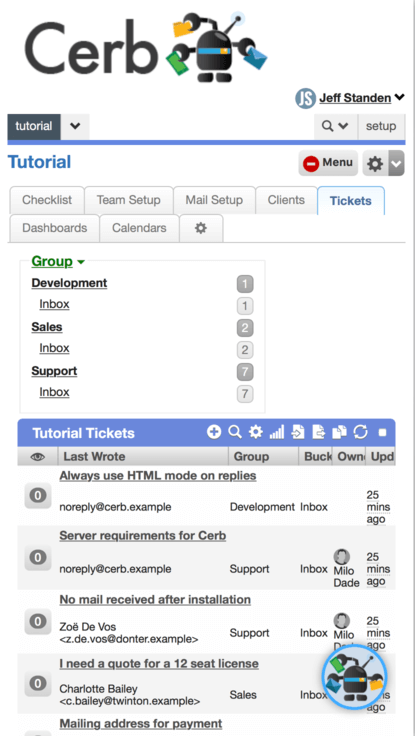 Cerb
JS Jeff Standen
tutorial
setup
Tutorial
Menu
Checklist Team Setup Mail Setup Clients Tickets
Dashboards Calendars
Group
Development 1
Inbox 1
Sales 2
Inbox 2
Support 7
Inbox 7
Tutorial Tickets
Last Wrote Group Buck Own Upd
Always use HTML mode on replies
0 noreply@cerb.example Development Inbox 25 mins ago
Server requirements for Cerb
0 noreply@cerb.example Support Inbox Milo Dade 25 mins ago
No mail received after installation
0 Zoë De Vos <z.de.vos@donter.example> Support Inbox Milo 25 mins ago
I need a quote for a 12 seat license
0 Charlotte Bailey <c.bailey@twinton.example> Sales Inbox ago
Mailing address for payment